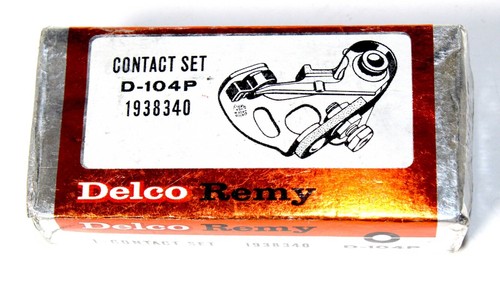 CONTACT SET
D-104P
1938340
Delco Remy
Delco Remy
1 CONTACT SET 1938340 D-104P